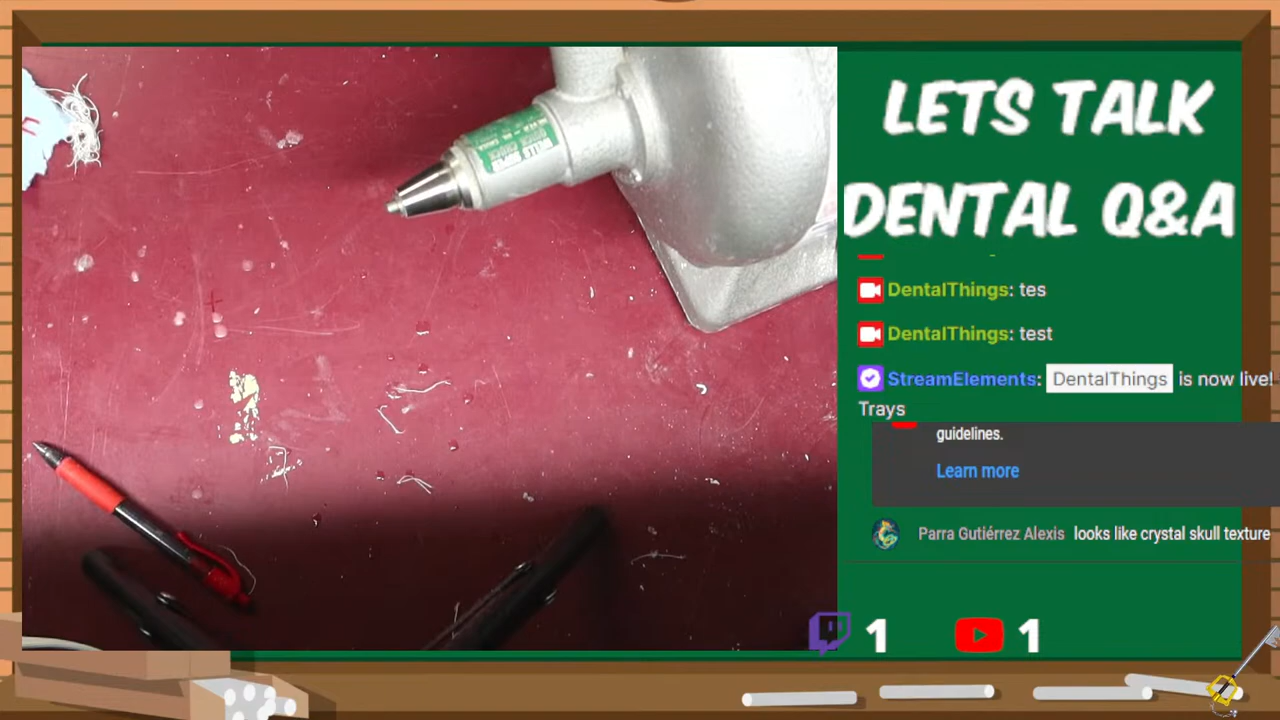 LETS TALK
DENTAL Q&A
DentalThings: tes
DentalThings: test
StreamElements: DentalThings is now live!
Trays
guidelines.
Learn more
Parra Gutiérrez Alexis looks like crystal skull texture
1 1